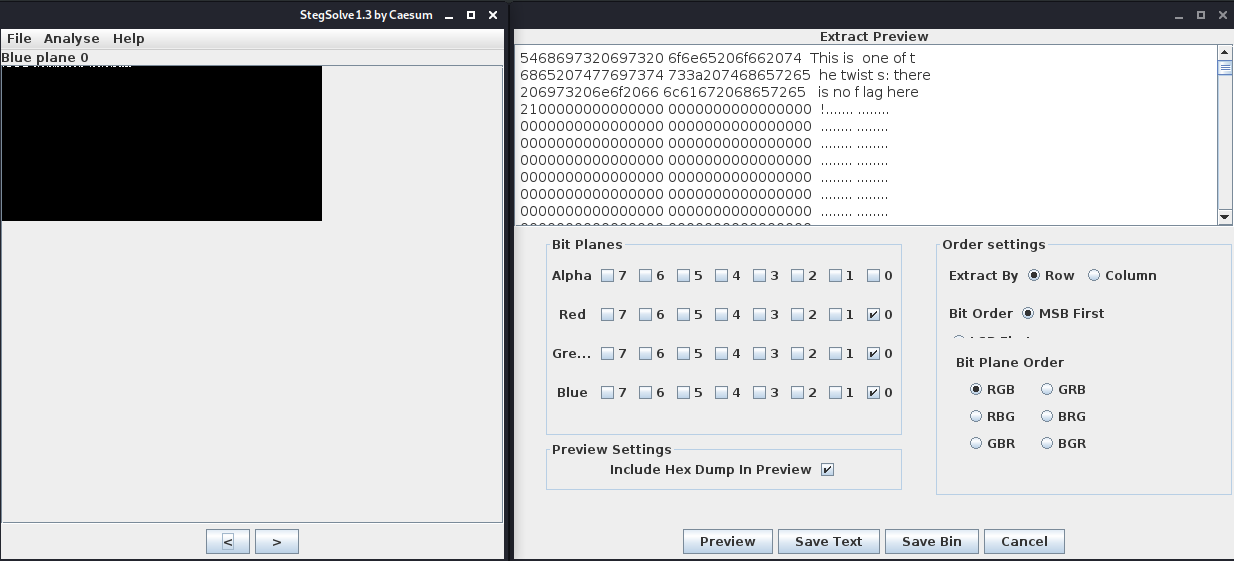 StegSolve1.3 by Caesum
File Analyse Help
Blue plane 0
< >
Extract Preview
5468697320697320 6f6e65206f662074 This is one of t
6865207477697374 733a207468657265 he twist s: there
206973206e6f2066 6c61672068657265 is no f lag here
2100000000000000 0000000000000000 !....... ........
0000000000000000 0000000000000000 ........ ........
0000000000000000 0000000000000000 ........ ........
0000000000000000 0000000000000000 ........ ........
0000000000000000 0000000000000000 ........ ........
0000000000000000 0000000000000000 ........ ........
0000000000000000 0000000000000000 ........ ........
Bit Planes
Alpha 7 6 5 4 3 2 1 0
Red 7 6 5 4 3 2 1 0
Gre... 7 6 5 4 3 2 1 0
Blue 7 6 5 4 3 2 1 0
Preview Settings
Include Hex Dump In Preview
Order settings
Extract By Row Column
Bit Order MSB First
Bit Plane Order
RGB GRB
RBG BRG
GBR BGR
Preview Save Text Save Bin Cancel